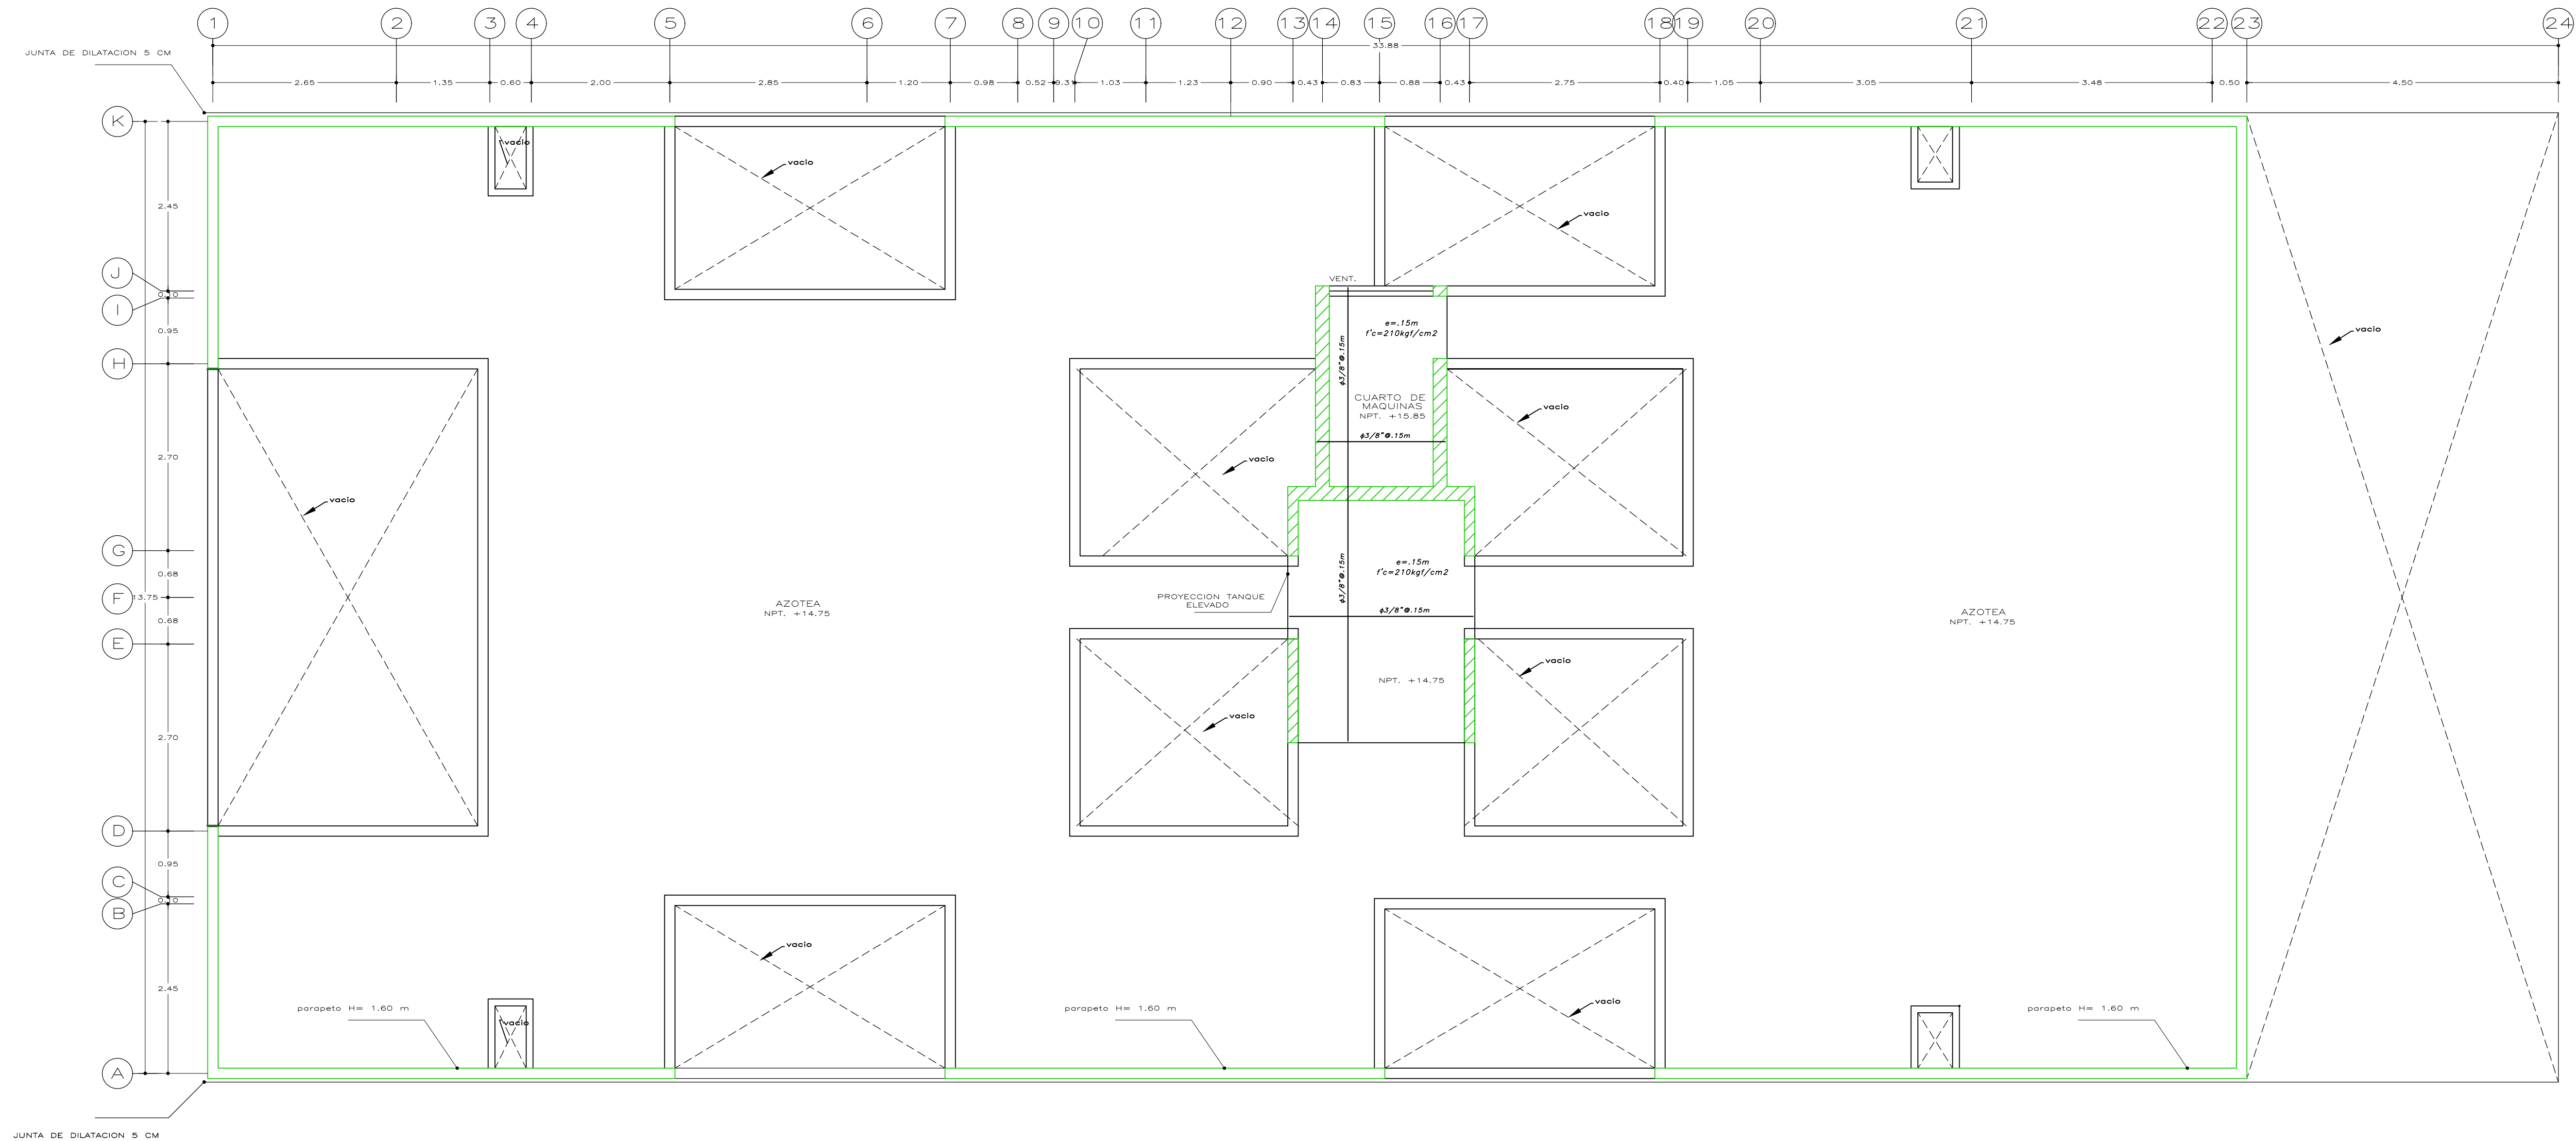 1 2 3 4 5 6 7 8 9 10 11 12 13 14 15 16 17 18 19 20 21 22 23 24
JUNTA DE DILATACION 5 CM
33.88
2.65 1.35 0.60 2.00 2.85 1.20 0.98 0.52 0.31 1.03 1.23 0.90 0.43 0.83 0.88 0.43 2.75 0.40 1.05 3.05 3.48 0.50 4.50
K
vacio
vacio
2.45
vacio
J
VENT.
0.10
I
e=.15m
f'c=210kgf/cm2
0.95
vacio
ϕ3/8"@.15m
H
CUARTO DE
MAQUINAS
NPT. +15.85
vacio
ϕ3/8"@.15m
2.70
vacio
vacio
G
e=.15m
f'c=210kgf/cm2
0.68
ϕ3/8"@.15m
F
13.75
PROYECCION TANQUE
ELEVADO
AZOTEA
NPT. +14.75
ϕ3/8"@.15m
AZOTEA
NPT. +14.75
0.68
E
vacio
NPT. +14.75
vacio
2.70
D
0.95
C
0.10
B
vacio
2.45
vacio
parapeto H= 1.60 m
parapeto H= 1.60 m
parapeto H= 1.60 m
vacio
A
JUNTA DE DILATACION 5 CM